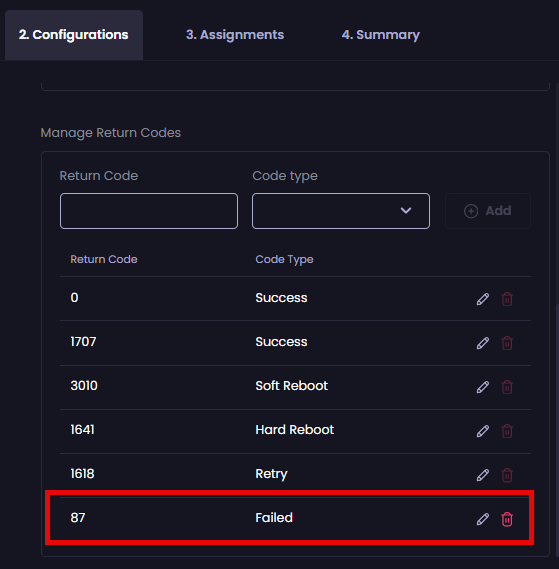 2. Configurations 3. Assignments 4. Summary
Manage Return Codes
Return Code Code type
Add
Return Code Code Type
0 Success
1707 Success
3010 Soft Reboot
1641 Hard Reboot
1618 Retry
87 Failed